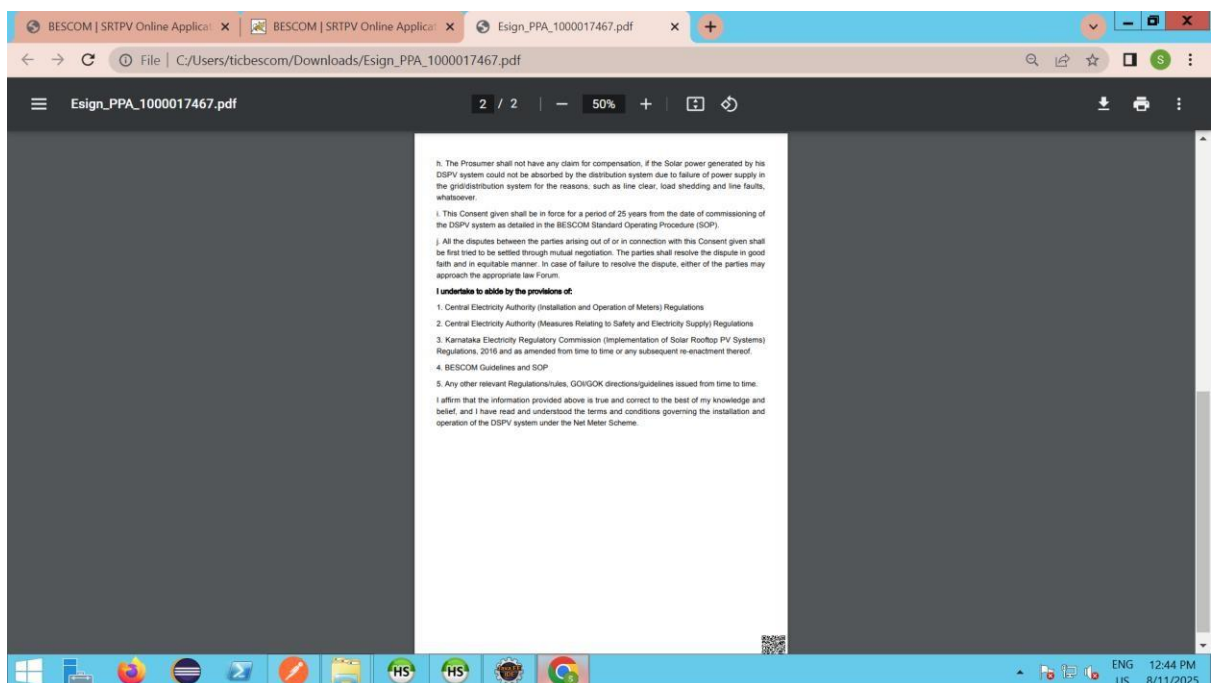 BESCOM | SRTPV Online Applicat
BESCOM | SRTPV Online Applicat
Esign_PPA_1000017467.pdf
File | C:/Users/ticbescom/Downloads/Esign_PPA_1000017467.pdf
S
Esign_PPA_1000017467.pdf
2 / 2
50%
h. The Prosumer shall not have any claim for compensation, if the Solar power generated by his
DSPV system could not be absorbed by the distribution system due to failure of power supply in
the grid/distribution system for the reasons, such as line clear, load shedding and line faults,
whatsoever.
i. This Consent given shall be in force for a period of 25 years from the date of commissioning of
the DSPV system as detailed in the BESCOM Standard Operating Procedure (SOP).
j. All the disputes between the parties arising out of or in connection with this Consent given shall
be first tried to be settled through mutual negotiation. The parties shall resolve the dispute in good
faith and in equitable manner. In case of failure to resolve the dispute, either of the parties may
approach the appropriate law Forum.
I undertake to abide by the provisions of:
1. Central Electricity Authority (Installation and Operation of Meters) Regulations
2. Central Electricity Authority (Measures Relating to Safety and Electricity Supply) Regulations
3. Karnataka Electricity Regulatory Commission (Implementation of Solar Rooftop PV Systems)
Regulations, 2016 and as amended from time to time or any subsequent re-enactment thereof.
4. BESCOM Guidelines and SOP
5. Any other relevant Regulations/rules, GOI/GOK directions/guidelines issued from time to time.
I affirm that the information provided above is true and correct to the best of my knowledge and
belief, and I have read and understood the terms and conditions governing the installation and
operation of the DSPV system under the Net Meter Scheme.
HS
HS
ENG
12:44 PM
US
8/11/2025